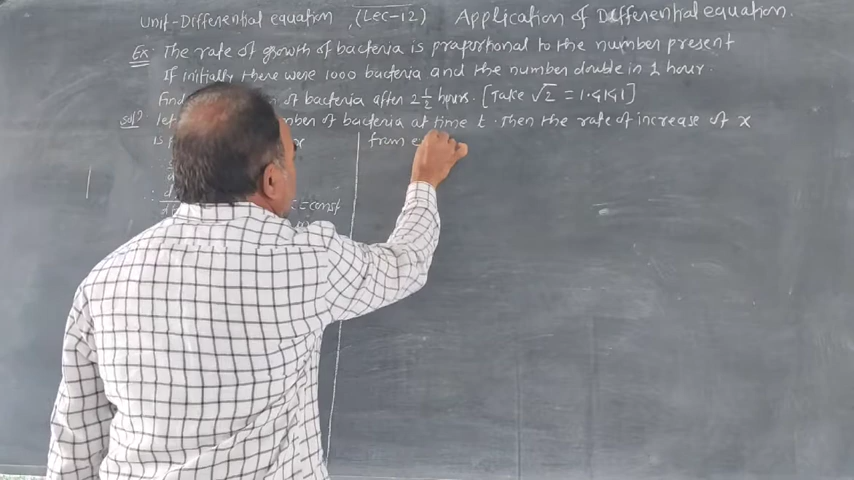 Unit-Differential equation (Lec-12) Application of Differential equation.
Ex: The rate of growth of bacteria is proportional to the number present
If initially there were 1000 bacteria and the number double in 1 hour.
Find of bacteria after 2 1/2 hours. [Take √2 = 1.4141]
Solⁿ let number of bacteria at time t. Then the rate of increase of x
is x
from e
= const